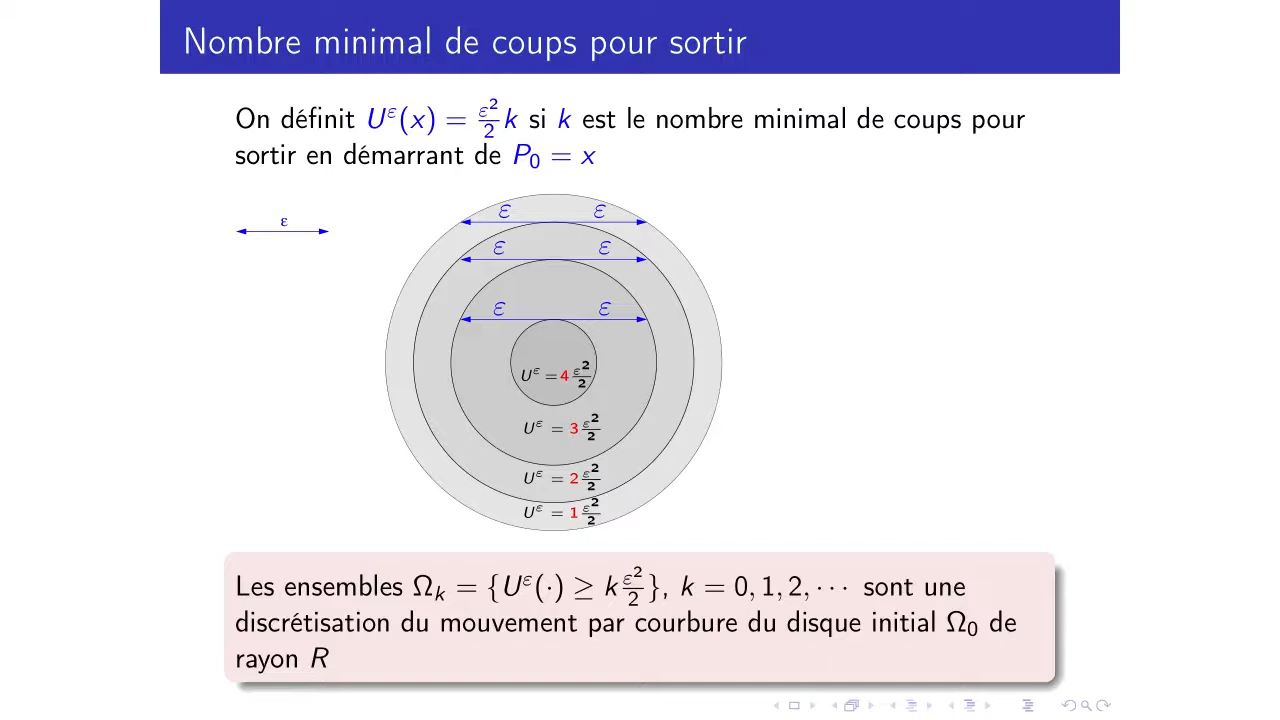 Nombre minimal de coups pour sortir
On définit U^ε(x) = ε²/2 k si k est le nombre minimal de coups pour
sortir en démarrant de P₀ = x
ε ε
ε
ε ε
ε ε
U^ε = 4 ε²/2
U^ε = 3 ε²/2
U^ε = 2 ε²/2
U^ε = 1 ε²/2
Les ensembles Ωₖ = {U^ε(·) ≥ k ε²/2}, k = 0, 1, 2, ··· sont une
discrétisation du mouvement par courbure du disque initial Ω₀ de
rayon R